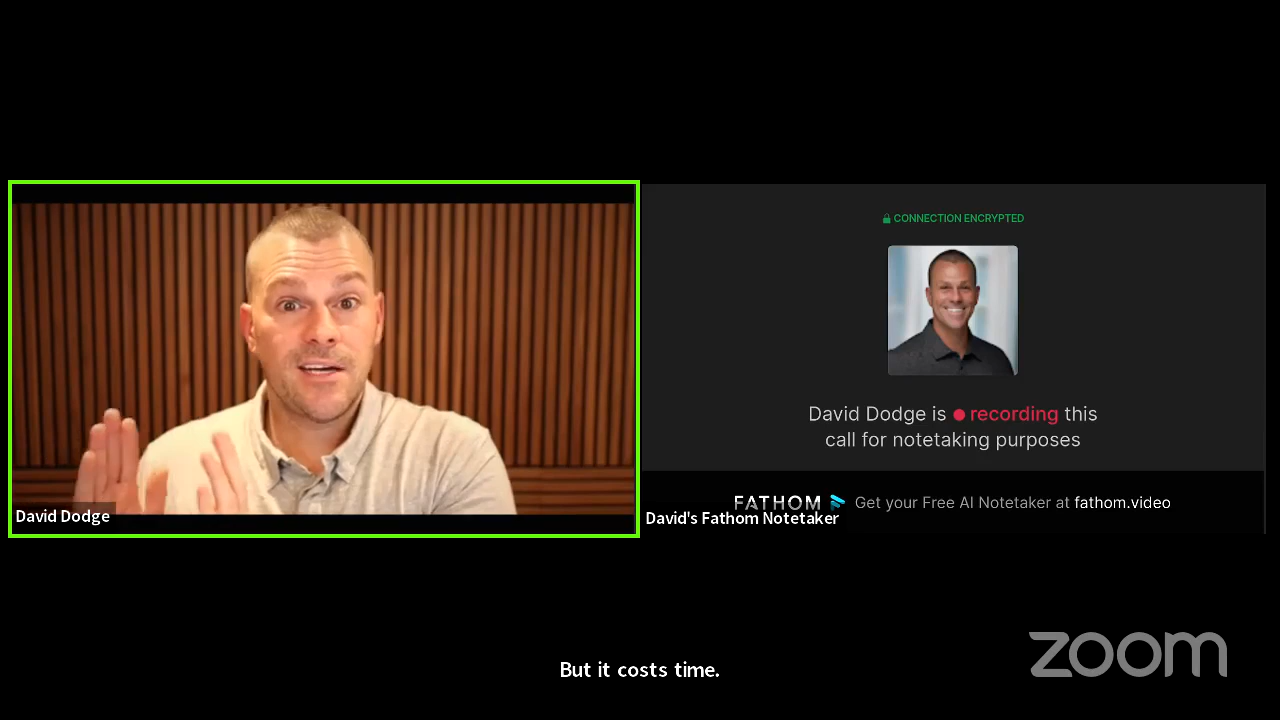 CONNECTION ENCRYPTED
David Dodge is recording this
call for notetaking purposes
FATHOM Get your Free AI Notetaker at fathom.video
David Dodge
David's Fathom Notetaker
But it costs time.
zoom